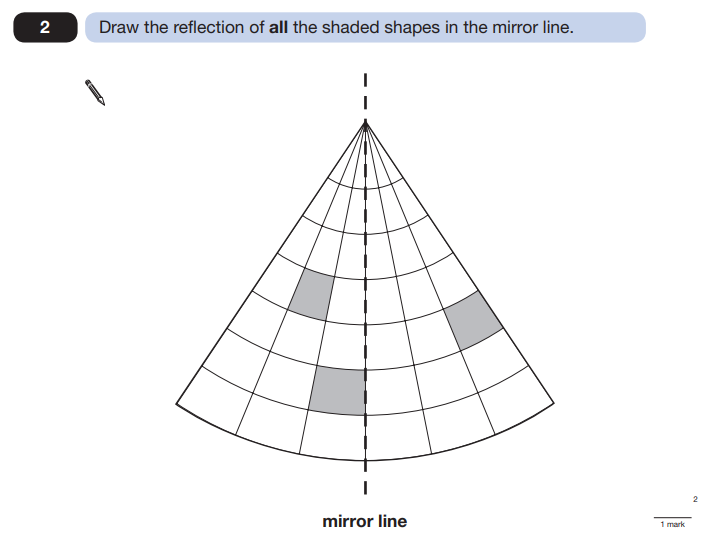 2 Draw the reflection of all the shaded shapes in the mirror line.
mirror line
2
1 mark